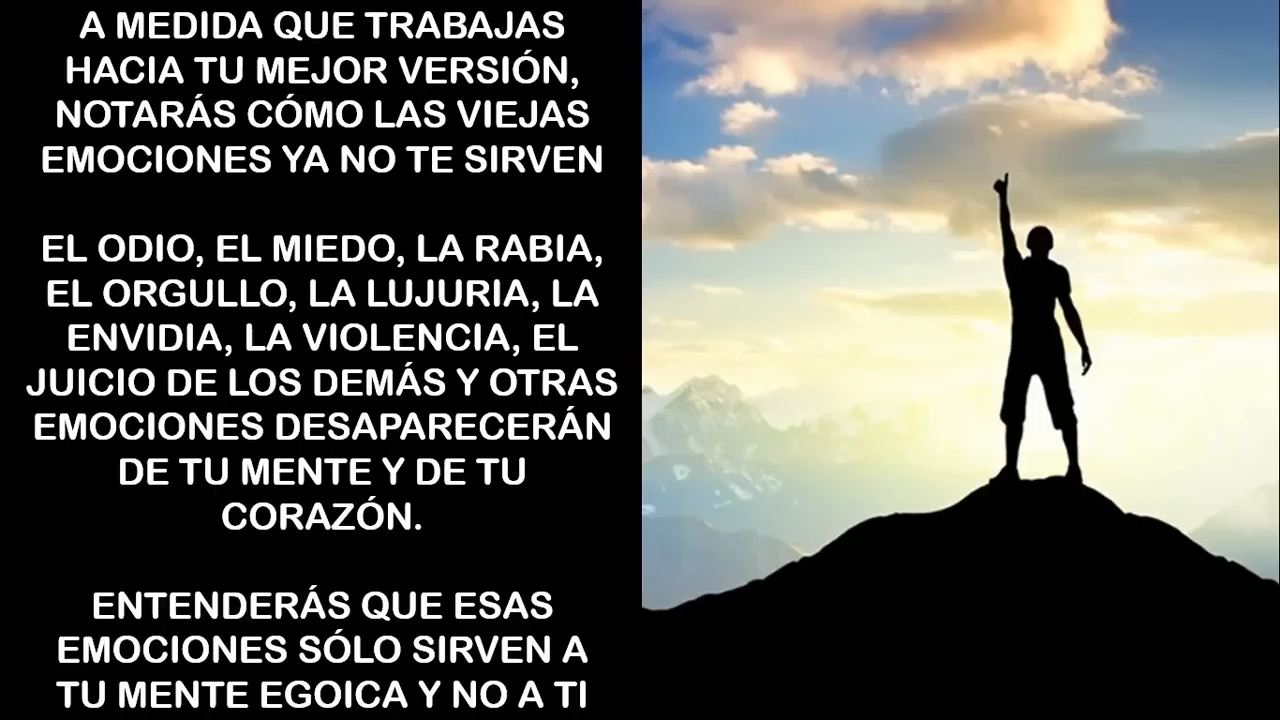 A MEDIDA QUE TRABAJAS
HACIA TU MEJOR VERSIÓN,
NOTARÁS CÓMO LAS VIEJAS
EMOCIONES YA NO TE SIRVEN
EL ODIO, EL MIEDO, LA RABIA,
EL ORGULLO, LA LUJURIA, LA
ENVIDIA, LA VIOLENCIA, EL
JUICIO DE LOS DEMÁS Y OTRAS
EMOCIONES DESAPARECERÁN
DE TU MENTE Y DE TU
CORAZÓN.
ENTENDERÁS QUE ESAS
EMOCIONES SÓLO SIRVEN A
TU MENTE EGOICA Y NO A TI